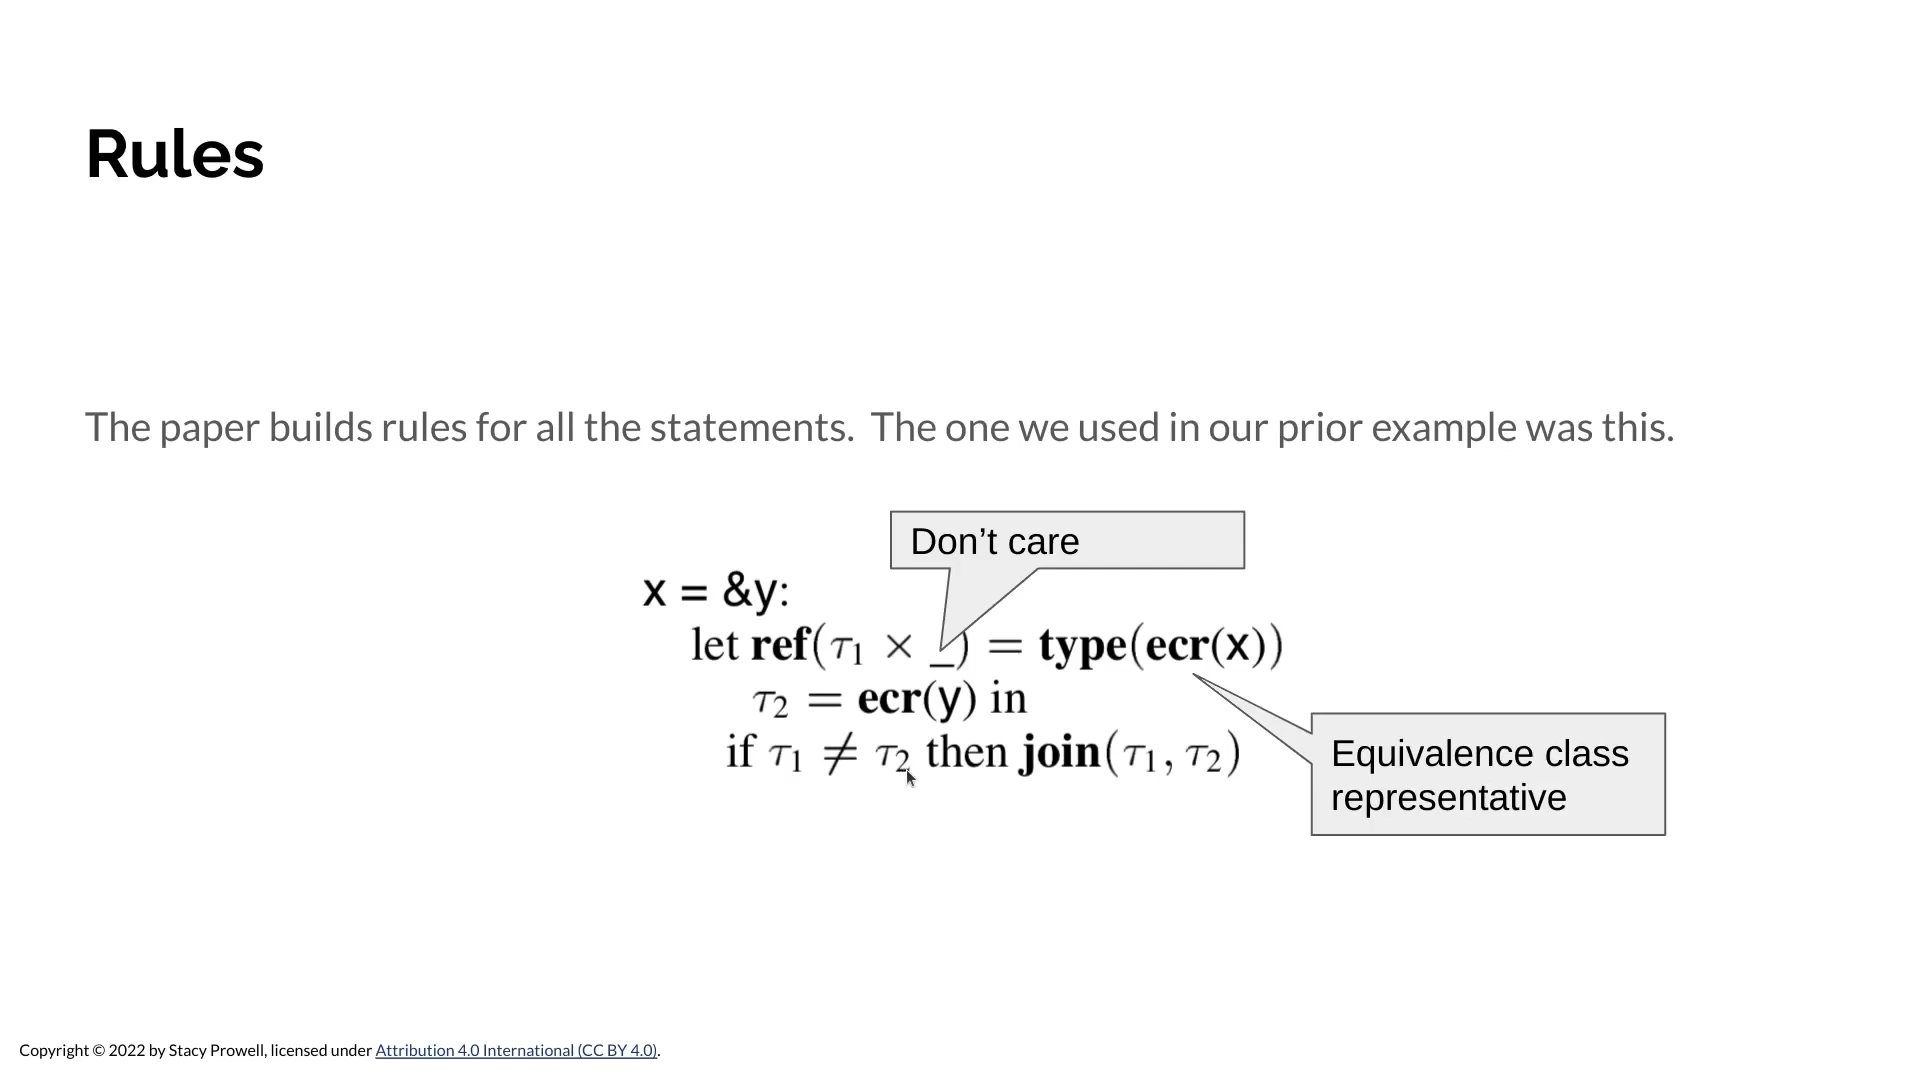 Rules
The paper builds rules for all the statements.  The one we used in our prior example was this.
Don’t care
x = &y:
let ref(τ₁ × _) = type(ecr(x))
τ₂ = ecr(y) in
if τ₁ ≠ τ₂ then join(τ₁, τ₂)
Equivalence class
representative
Copyright © 2022 by Stacy Prowell, licensed under Attribution 4.0 International (CC BY 4.0).